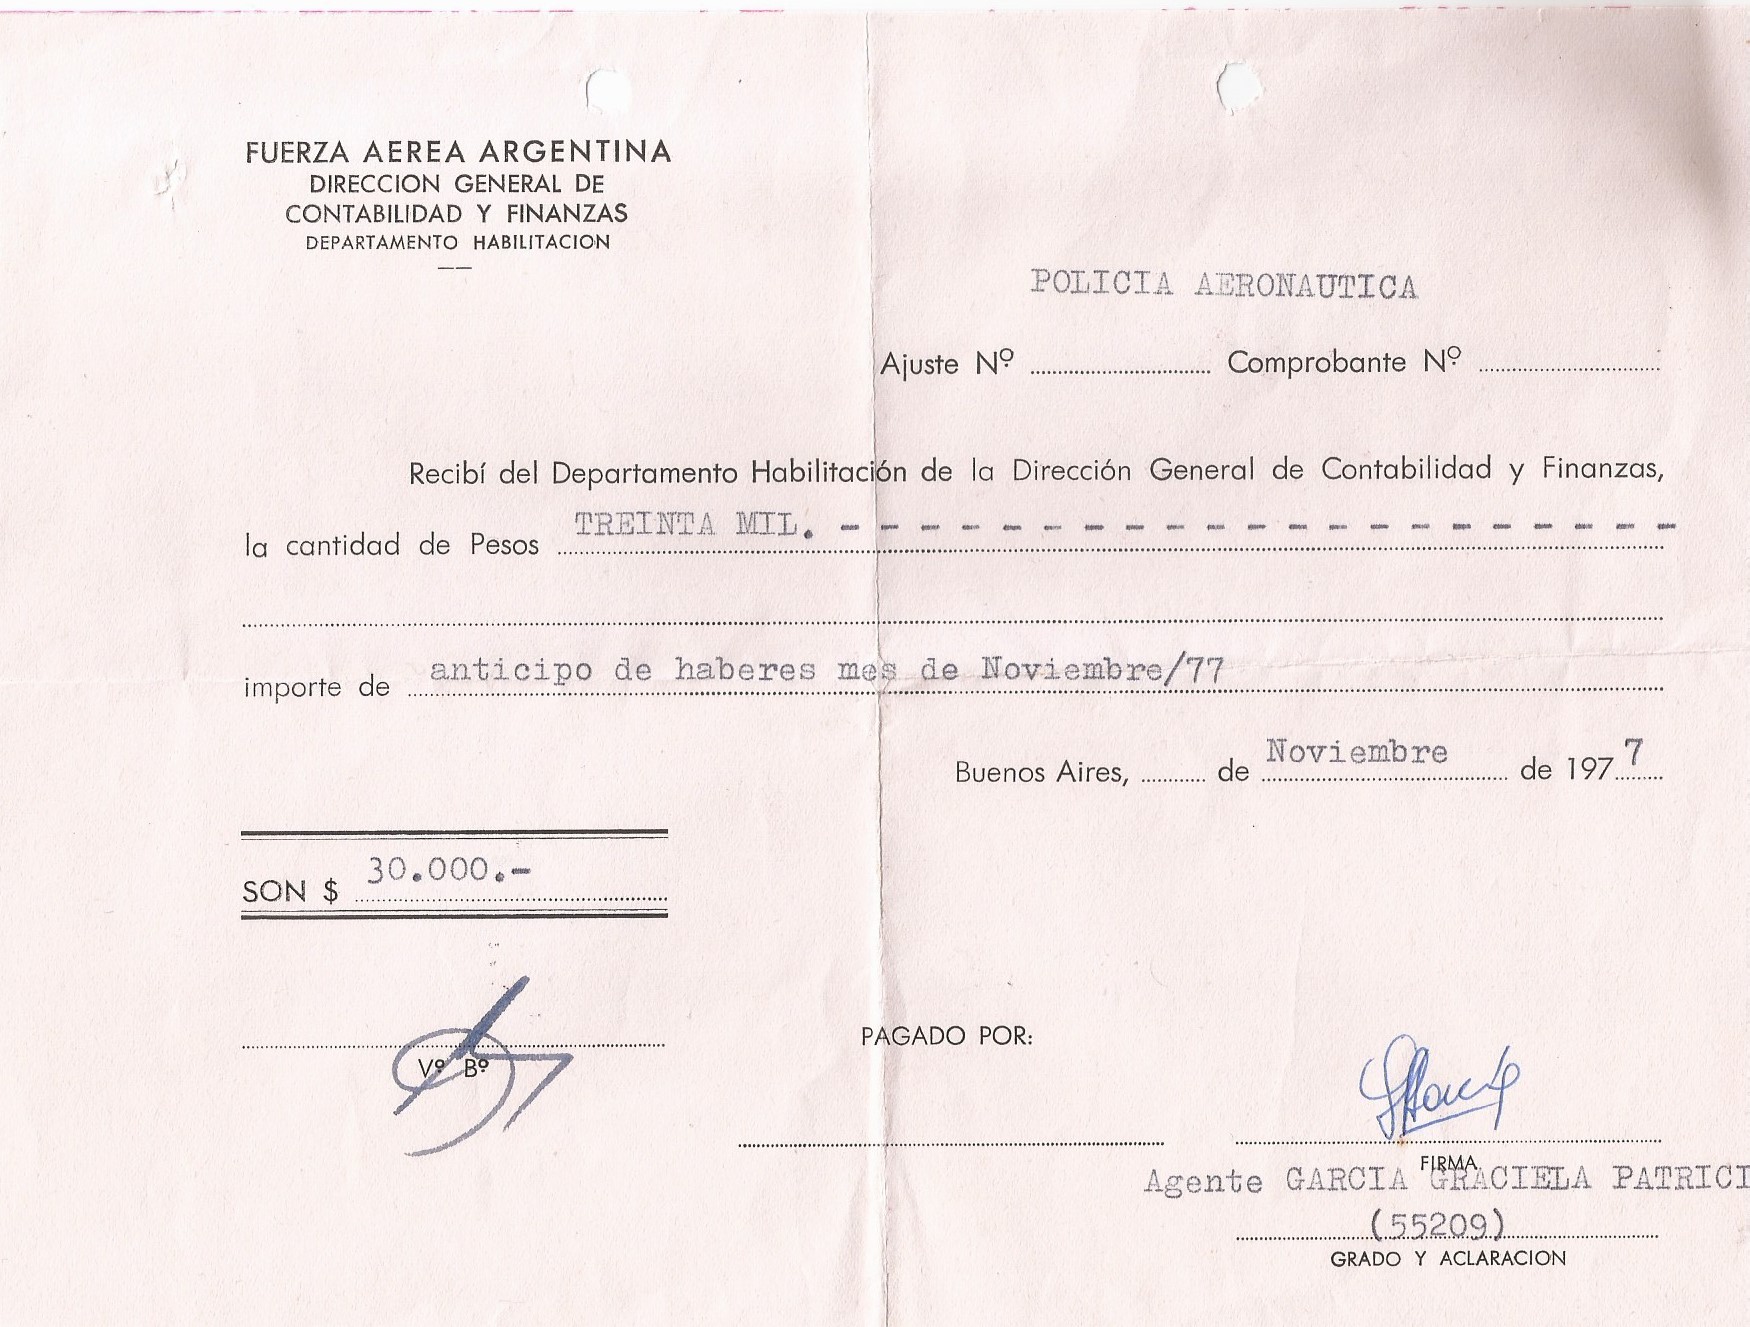 FUERZA AEREA ARGENTINA
DIRECCION GENERAL DE
CONTABILIDAD Y FINANZAS
DEPARTAMENTO HABILITACION
POLICIA AERONAUTICA
Ajuste Nº Comprobante Nº
Recibí del Departamento Habilitación de la Dirección General de Contabilidad y Finanzas,
la cantidad de Pesos TREINTA MIL. - - - - - - - - - - - - - - - - - - - - -
importe de anticipo de haberes mes de Noviembre/77
Buenos Aires, de Noviembre de 1977
SON $ 30.000.-
Vº Bº
PAGADO POR:
FIRMA
Agente GARCIA GRACIELA PATRICI
(55209)
GRADO Y ACLARACION